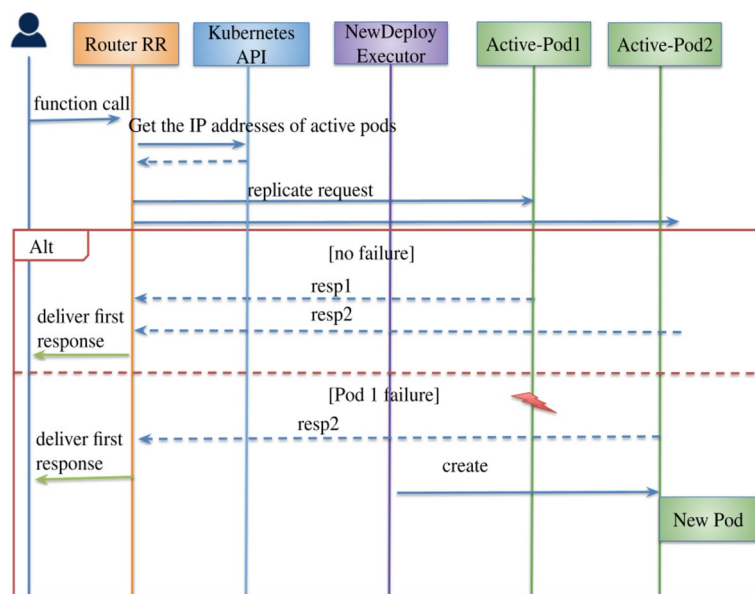 Router RR
Kubernetes
API
NewDeploy
Executor
Active-Pod1
Active-Pod2
function call
Get the IP addresses of active pods
replicate request
Alt
[no failure]
resp1
resp2
deliver first
response
[Pod 1 failure]
resp2
deliver first
response
create
New Pod